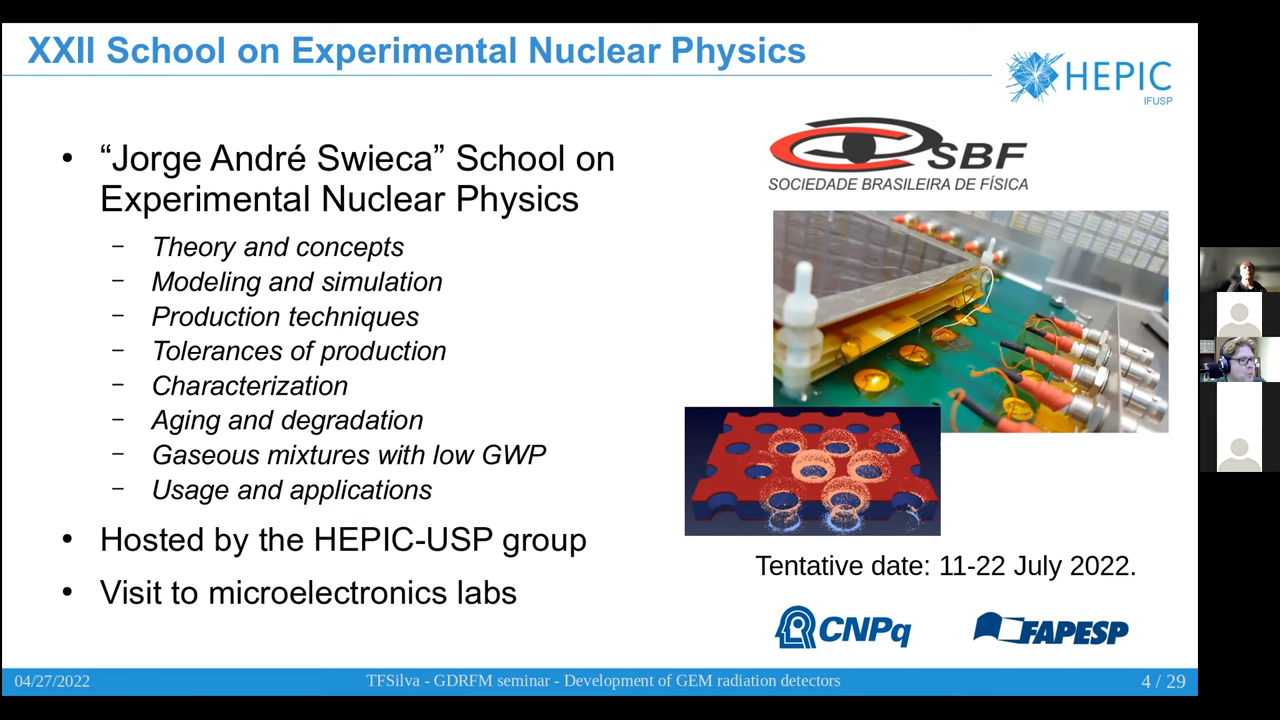 XXII School on Experimental Nuclear Physics
HEPIC
IFUSP
• “Jorge André Swieca” School on
Experimental Nuclear Physics
– Theory and concepts
– Modeling and simulation
– Production techniques
– Tolerances of production
– Characterization
– Aging and degradation
– Gaseous mixtures with low GWP
– Usage and applications
• Hosted by the HEPIC-USP group
• Visit to microelectronics labs
SBF
SOCIEDADE BRASILEIRA DE FÍSICA
Tentative date: 11-22 July 2022.
CNPq
FAPESP
04/27/2022
TFSilva - GDRFM seminar - Development of GEM radiation detectors
4 / 29